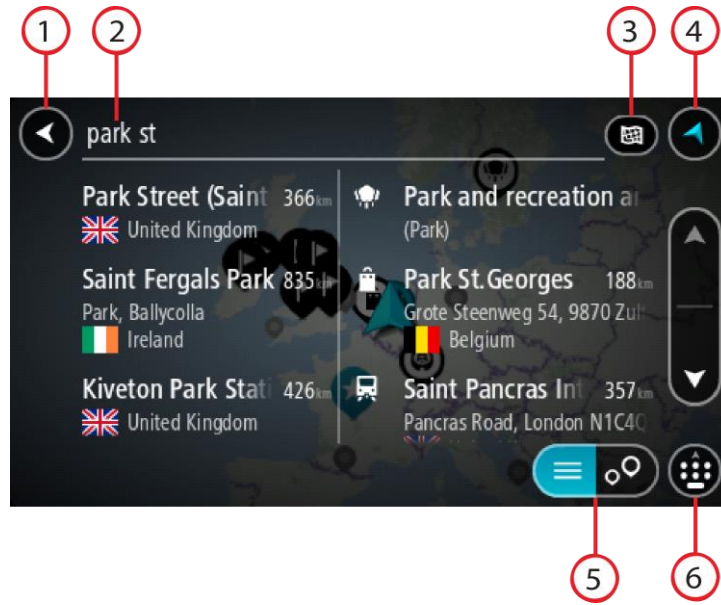 1 2 3 4
park st
Park Street (Saint 366km
United Kingdom
Saint Fergals Park 835km
Park, Ballycolla
Ireland
Kiveton Park Stati 426km
United Kingdom
Park and recreation ar
(Park)
Park St.Georges 188km
Grote Steenweg 54, 9870 Zul
Belgium
Saint Pancras Int 357km
Pancras Road, London N1C4Q
5 6